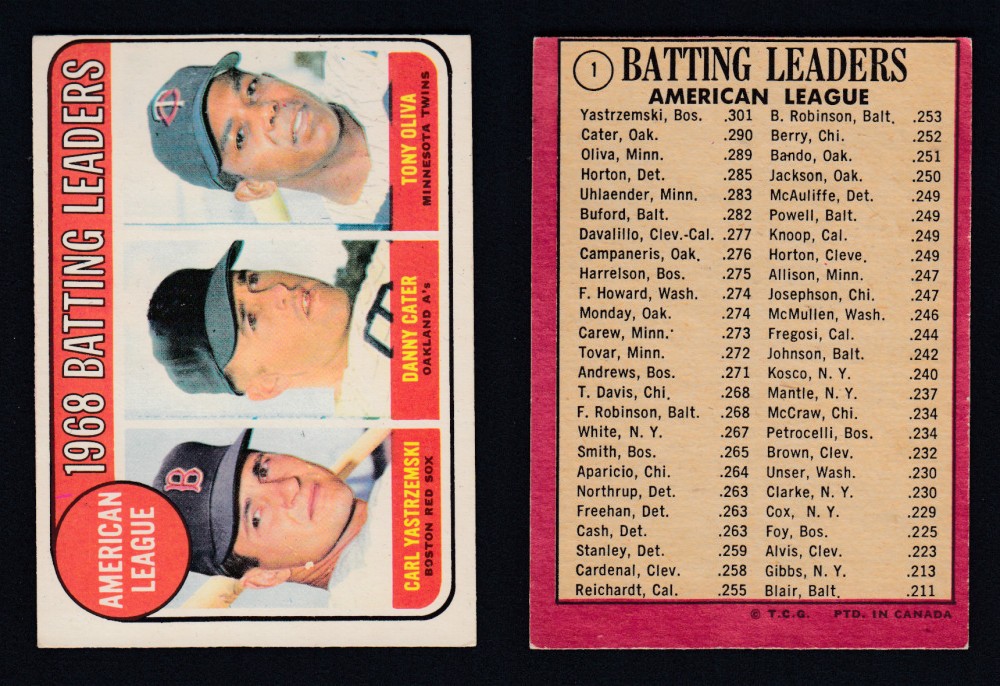 1968 BATTING LEADERS
AMERICAN
LEAGUE
CARL YASTRZEMSKI
BOSTON RED SOX
B
DANNY CATER
OAKLAND A's
TONY OLIVA
MINNESOTA TWINS
TC
1 BATTING LEADERS
AMERICAN LEAGUE
Yastrzemski, Bos. .301 B. Robinson, Balt. .253
Cater, Oak. .290 Berry, Chi. .252
Oliva, Minn. .289 Bando, Oak. .251
Horton, Det. .285 Jackson, Oak. .250
Uhlaender, Minn. .283 McAuliffe, Det. .249
Buford, Balt. .282 Powell, Balt. .249
Davalillo, Clev.-Cal. .277 Knoop, Cal. .249
Campaneris, Oak. .276 Horton, Cleve. .249
Harrelson, Bos. .275 Allison, Minn. .247
F. Howard, Wash. .274 Josephson, Chi. .247
Monday, Oak. .274 McMullen, Wash. .246
Carew, Minn. .273 Fregosi, Cal. .244
Tovar, Minn. .272 Johnson, Balt. .242
Andrews, Bos. .271 Kosco, N. Y. .240
T. Davis, Chi. .268 Mantle, N. Y. .237
F. Robinson, Balt. .268 McCraw, Chi. .234
White, N. Y. .267 Petrocelli, Bos. .234
Smith, Bos. .265 Brown, Clev. .232
Aparicio, Chi. .264 Unser, Wash. .230
Northrup, Det. .263 Clarke, N. Y. .230
Freehan, Det. .263 Cox, N. Y. .229
Cash, Det. .263 Foy, Bos. .225
Stanley, Det. .259 Alvis, Clev. .223
Cardenal, Clev. .258 Gibbs, N. Y. .213
Reichardt, Cal. .255 Blair, Balt. .211
© T.C.G. PTD. IN CANADA